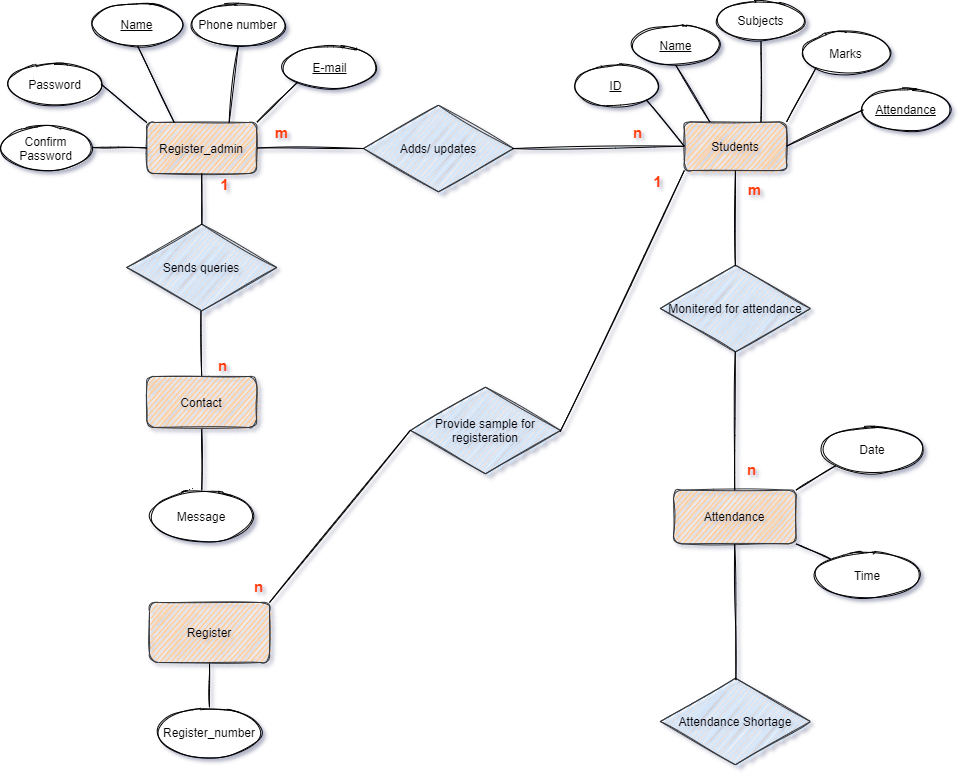 Name
Phone number
Subjects
Name
Marks
E-mail
Password
ID
Attendance
Confirm
Password
Register_admin
m
Adds/ updates
n
Students
1
1
m
Sends queries
Monitered for attendance
n
Contact
Provide sample for
registeration
Date
n
Message
Attendance
Time
n
Register
Register_number
Attendance Shortage